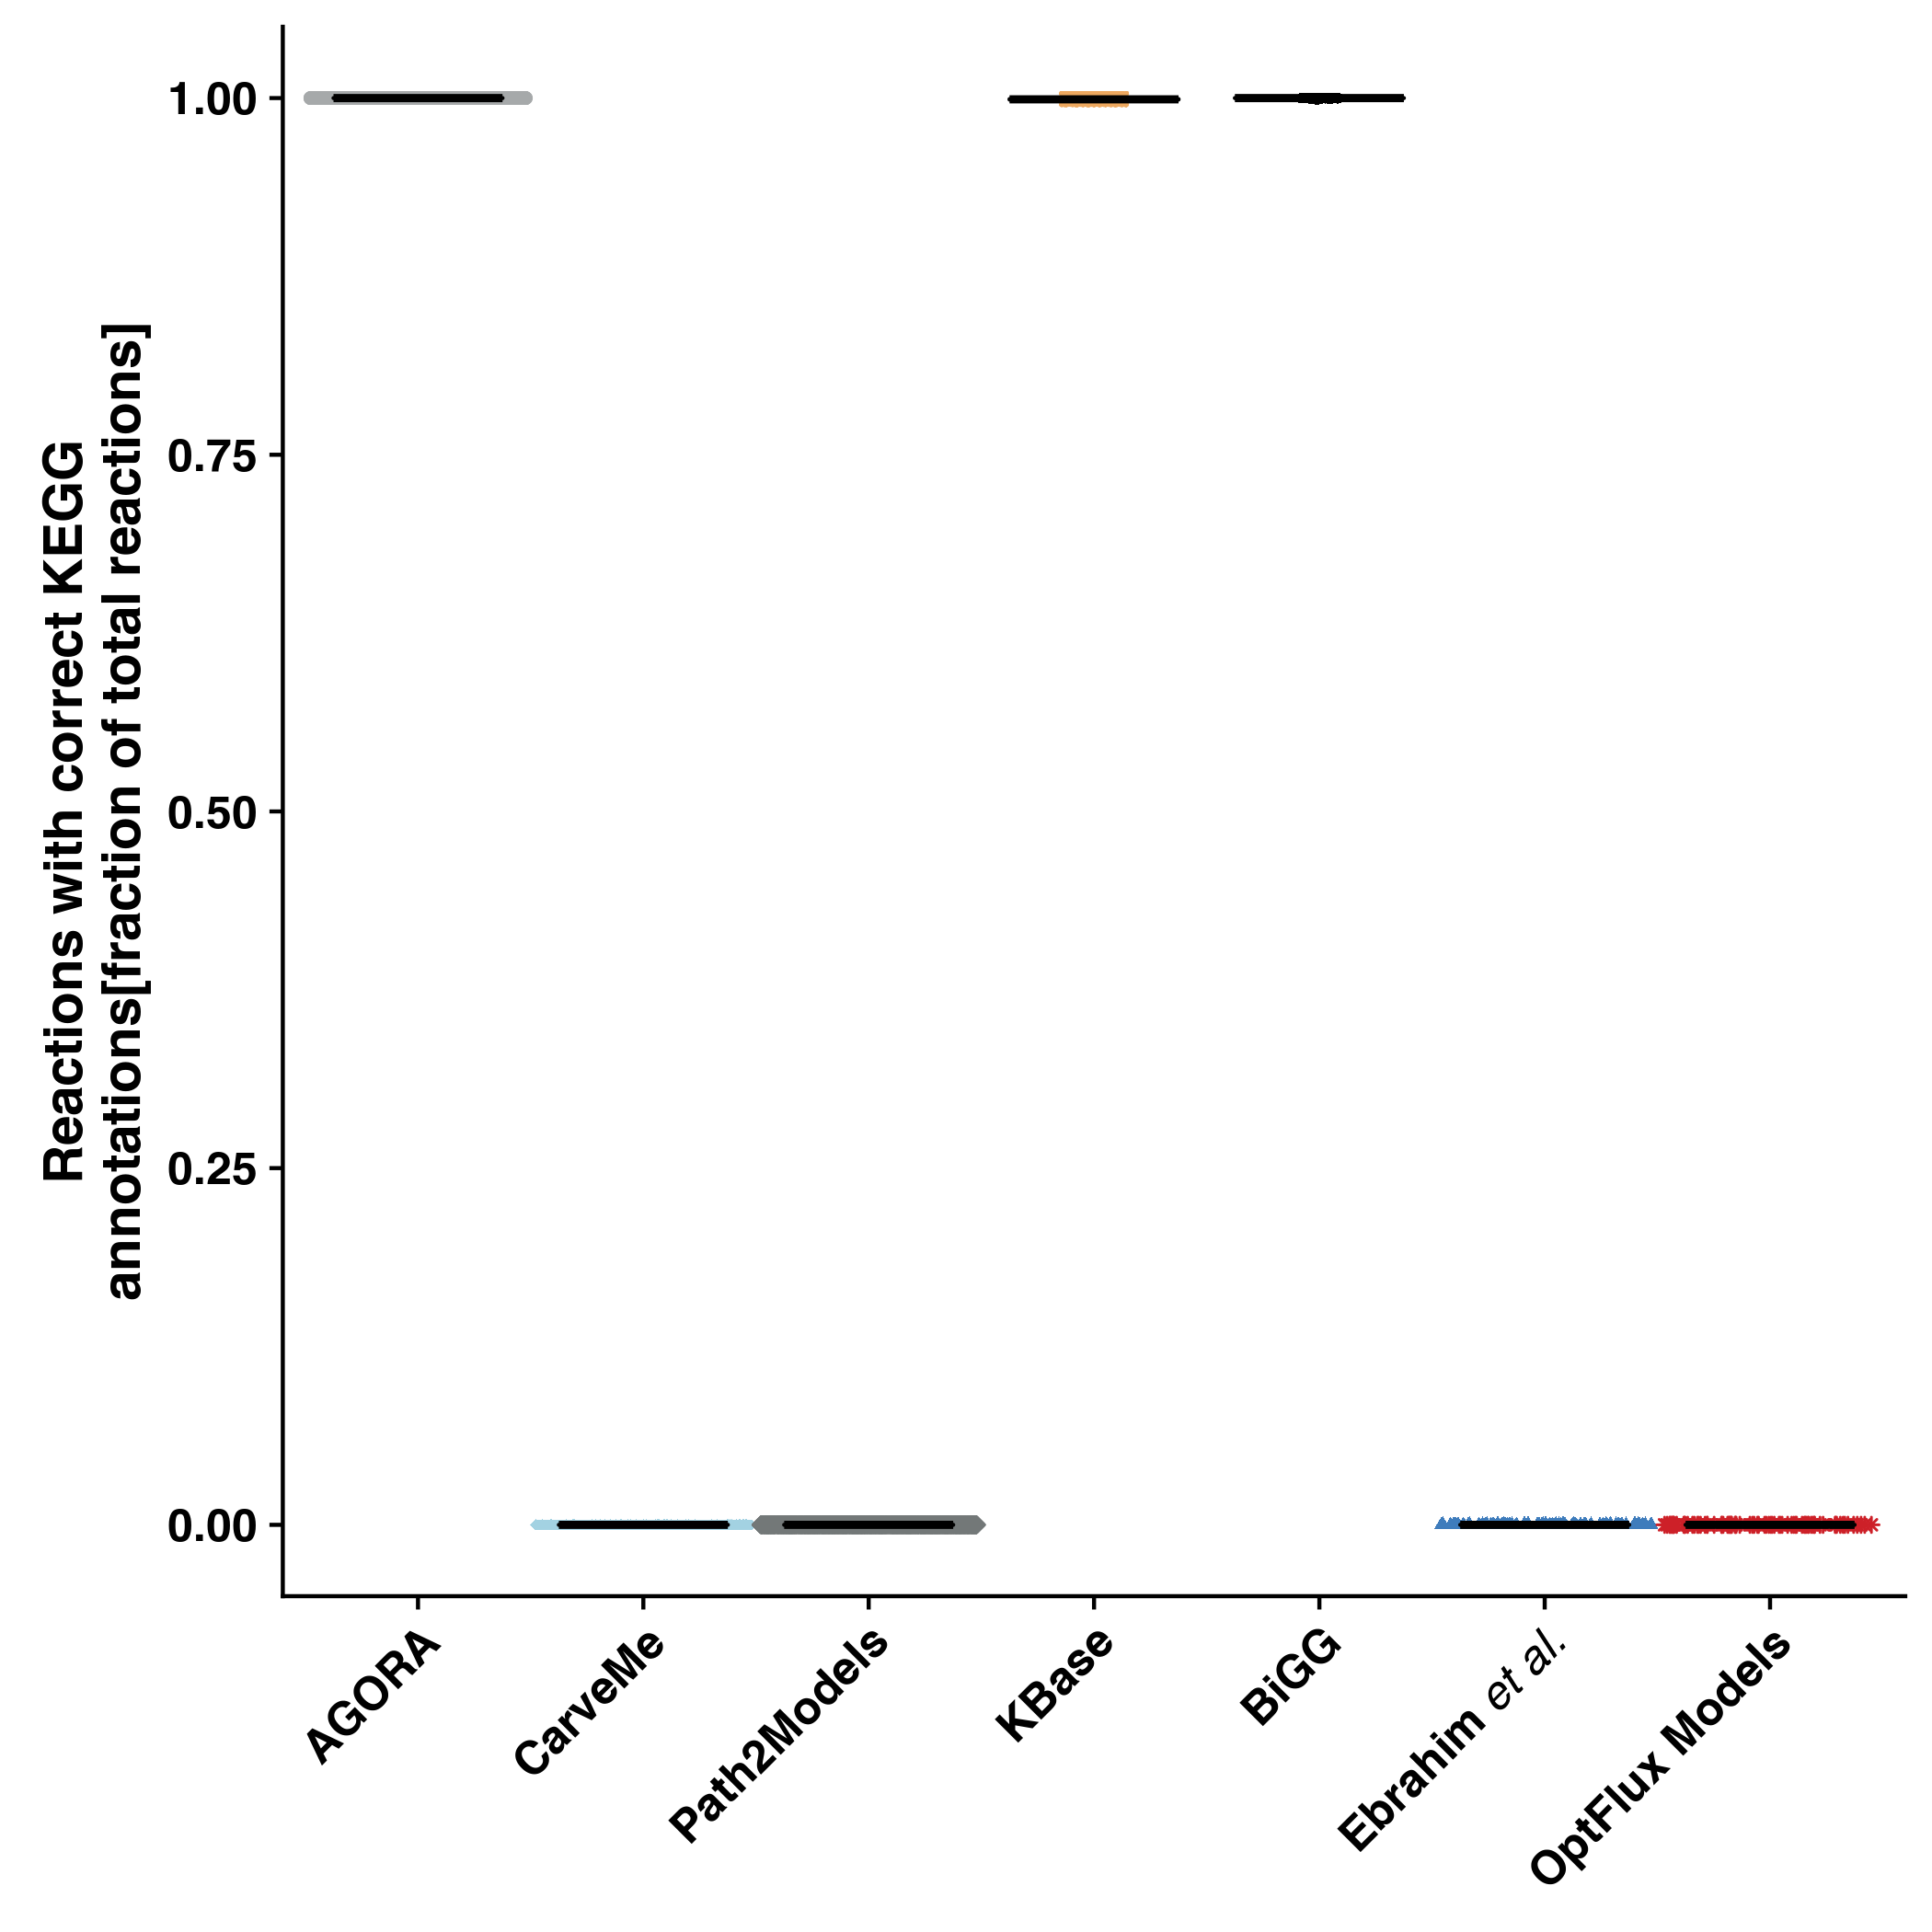 Reactions with correct KEGG
annotations[fraction of total reactions]
1.00
0.75
0.50
0.25
0.00
AGORA
CarveMe
Path2Models
KBase
BiGG
Ebrahim et al.
OptFlux Models